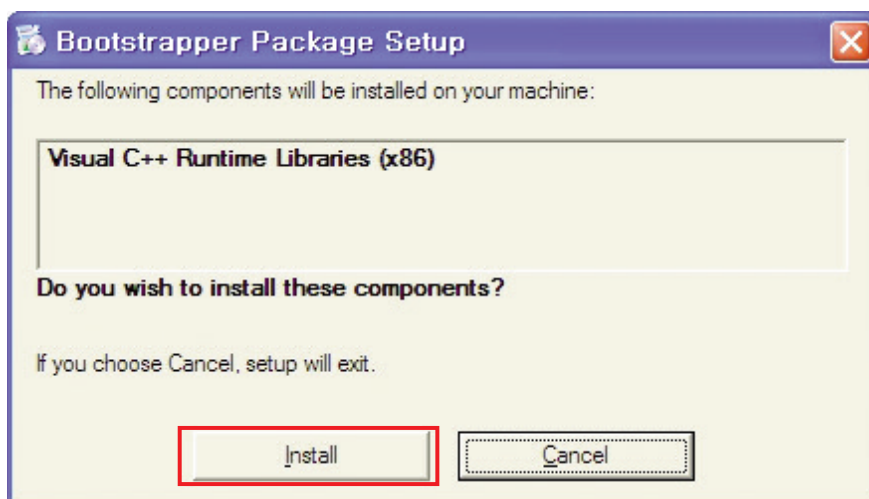 Bootstrapper Package Setup
The following components will be installed on your machine:
Visual C++ Runtime Libraries (x86)
Do you wish to install these components?
If you choose Cancel, setup will exit.
Install
Cancel